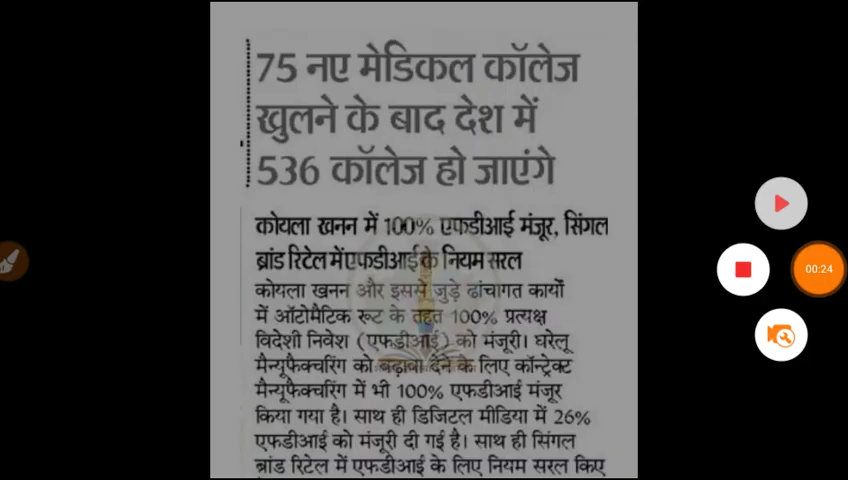 75 नए मेडिकल कॉलेज
खुलने के बाद देश में
536 कॉलेज हो जाएंगे
कोयला खनन में 100% एफडीआई मंजूर, सिंगल
ब्रांड रिटेल में एफडीआई के नियम सरल
कोयला खनन और इससे जुड़े ढांचागत कार्यों
में ऑटोमैटिक रूट के तहत 100% प्रत्यक्ष
विदेशी निवेश (एफडीआई) को मंजूरी। घरेलू
मैन्यूफैक्चरिंग को बढ़ावा देने के लिए कॉन्ट्रेक्ट
मैन्यूफैक्चरिंग में भी 100% एफडीआई मंजूर
किया गया है। साथ ही डिजिटल मीडिया में 26%
एफडीआई को मंजूरी दी गई है। साथ ही सिंगल
ब्रांड रिटेल में एफडीआई के लिए नियम सरल किए
00:24